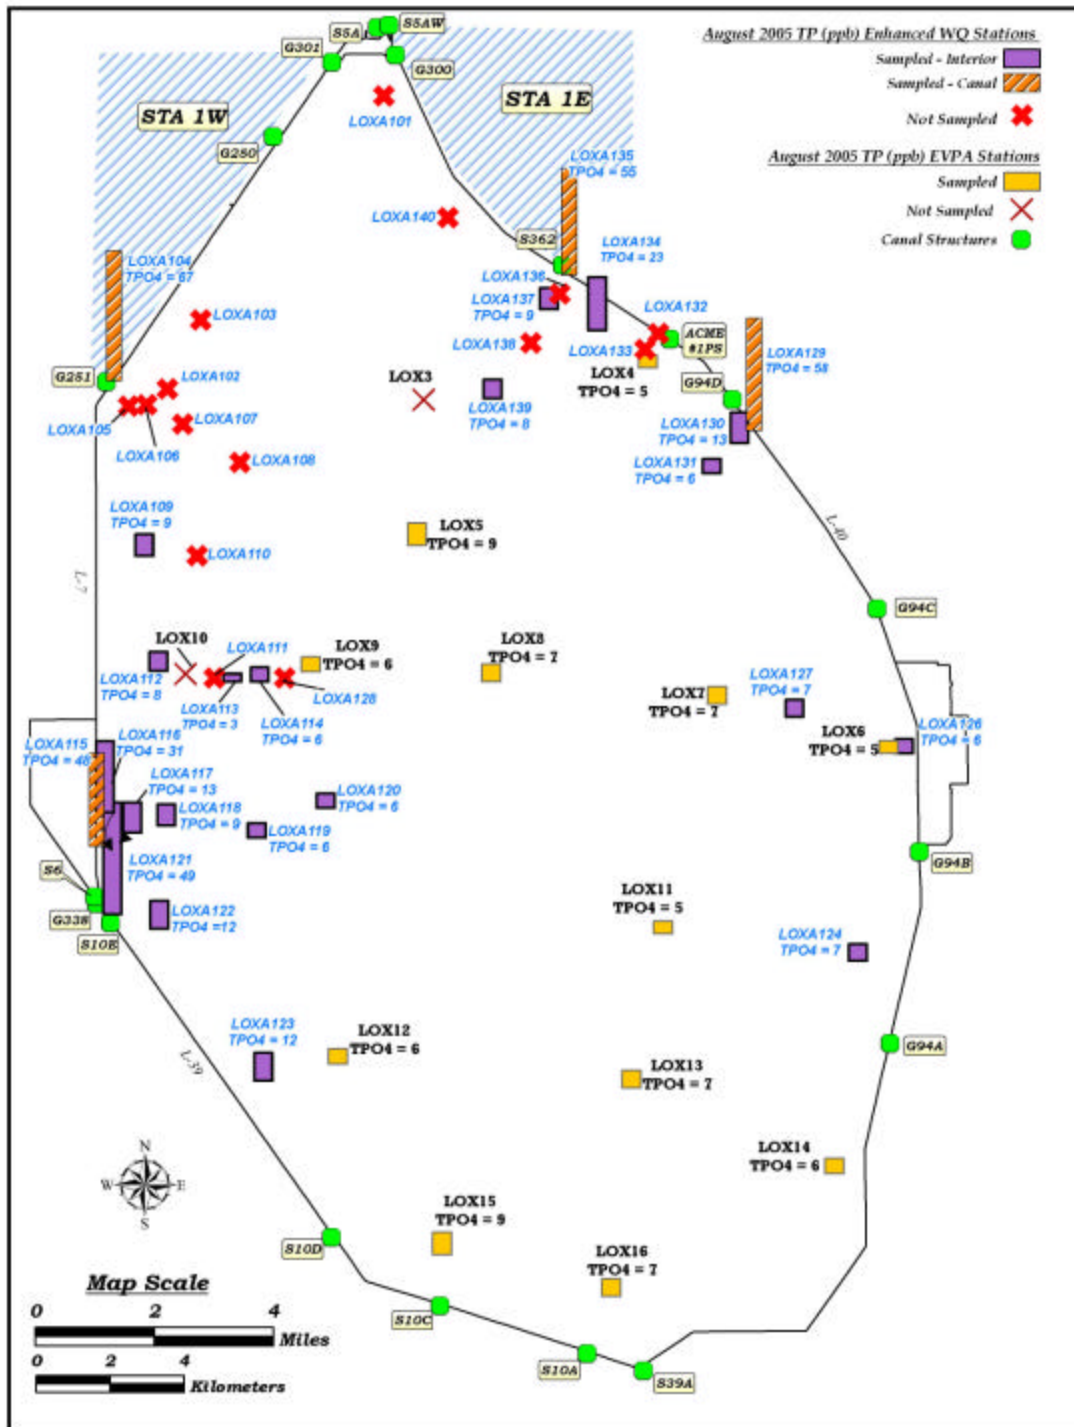 S5AW
S5A
G301
G300
August 2005 TP (ppb) Enhanced WQ Stations
Sampled - Interior
Sampled - Canal
Not Sampled
August 2005 TP (ppb) EVPA Stations
Sampled
Not Sampled
Canal Structures
STA 1W
STA 1E
LOXA101
G250
LOXA135
TPO4 = 55
LOXA140
S362
LOXA134
TPO4 = 23
LOXA104
TPO4 = 67
LOXA136
LOXA137
TPO4 = 9
LOXA103
LOXA132
LOXA138
LOXA133
ACME
#1PS
LOXA129
TPO4 = 58
LOX4
TPO4 = 5
G251
LOXA102
LOX3
G94D
LOXA139
TPO4 = 8
LOXA105
LOXA107
LOXA106
LOXA130
TPO4 = 13
LOXA108
LOXA131
TPO4 = 6
LOXA109
TPO4 = 9
LOX5
TPO4 = 9
L-40
LOXA110
L-7
G94C
LOX10
LOXA111
LOX9
TPO4 = 6
LOX8
TPO4 = 7
LOXA112
TPO4 = 8
LOXA113
TPO4 = 3
LOXA114
TPO4 = 6
LOXA128
LOX7
TPO4 = 7
LOXA127
TPO4 = 7
LOX6
TPO4 = 5
LOXA126
TPO4 = 6
LOXA115
TPO4 = 48
LOXA116
TPO4 = 31
LOXA117
TPO4 = 13
LOXA118
TPO4 = 9
LOXA120
TPO4 = 6
LOXA119
TPO4 = 6
LOXA121
TPO4 = 49
G94B
S6
LOX11
TPO4 = 5
G338
LOXA122
TPO4 =12
S10E
LOXA124
TPO4 = 7
LOXA123
TPO4 = 12
LOX12
TPO4 = 6
L-39
G94A
LOX13
TPO4 = 7
LOX14
TPO4 = 6
N
W
E
S
LOX15
TPO4 = 9
S10D
LOX16
TPO4 = 7
Map Scale
0 2 4
Miles
0 2 4
Kilometers
S10C
S10A
S39A